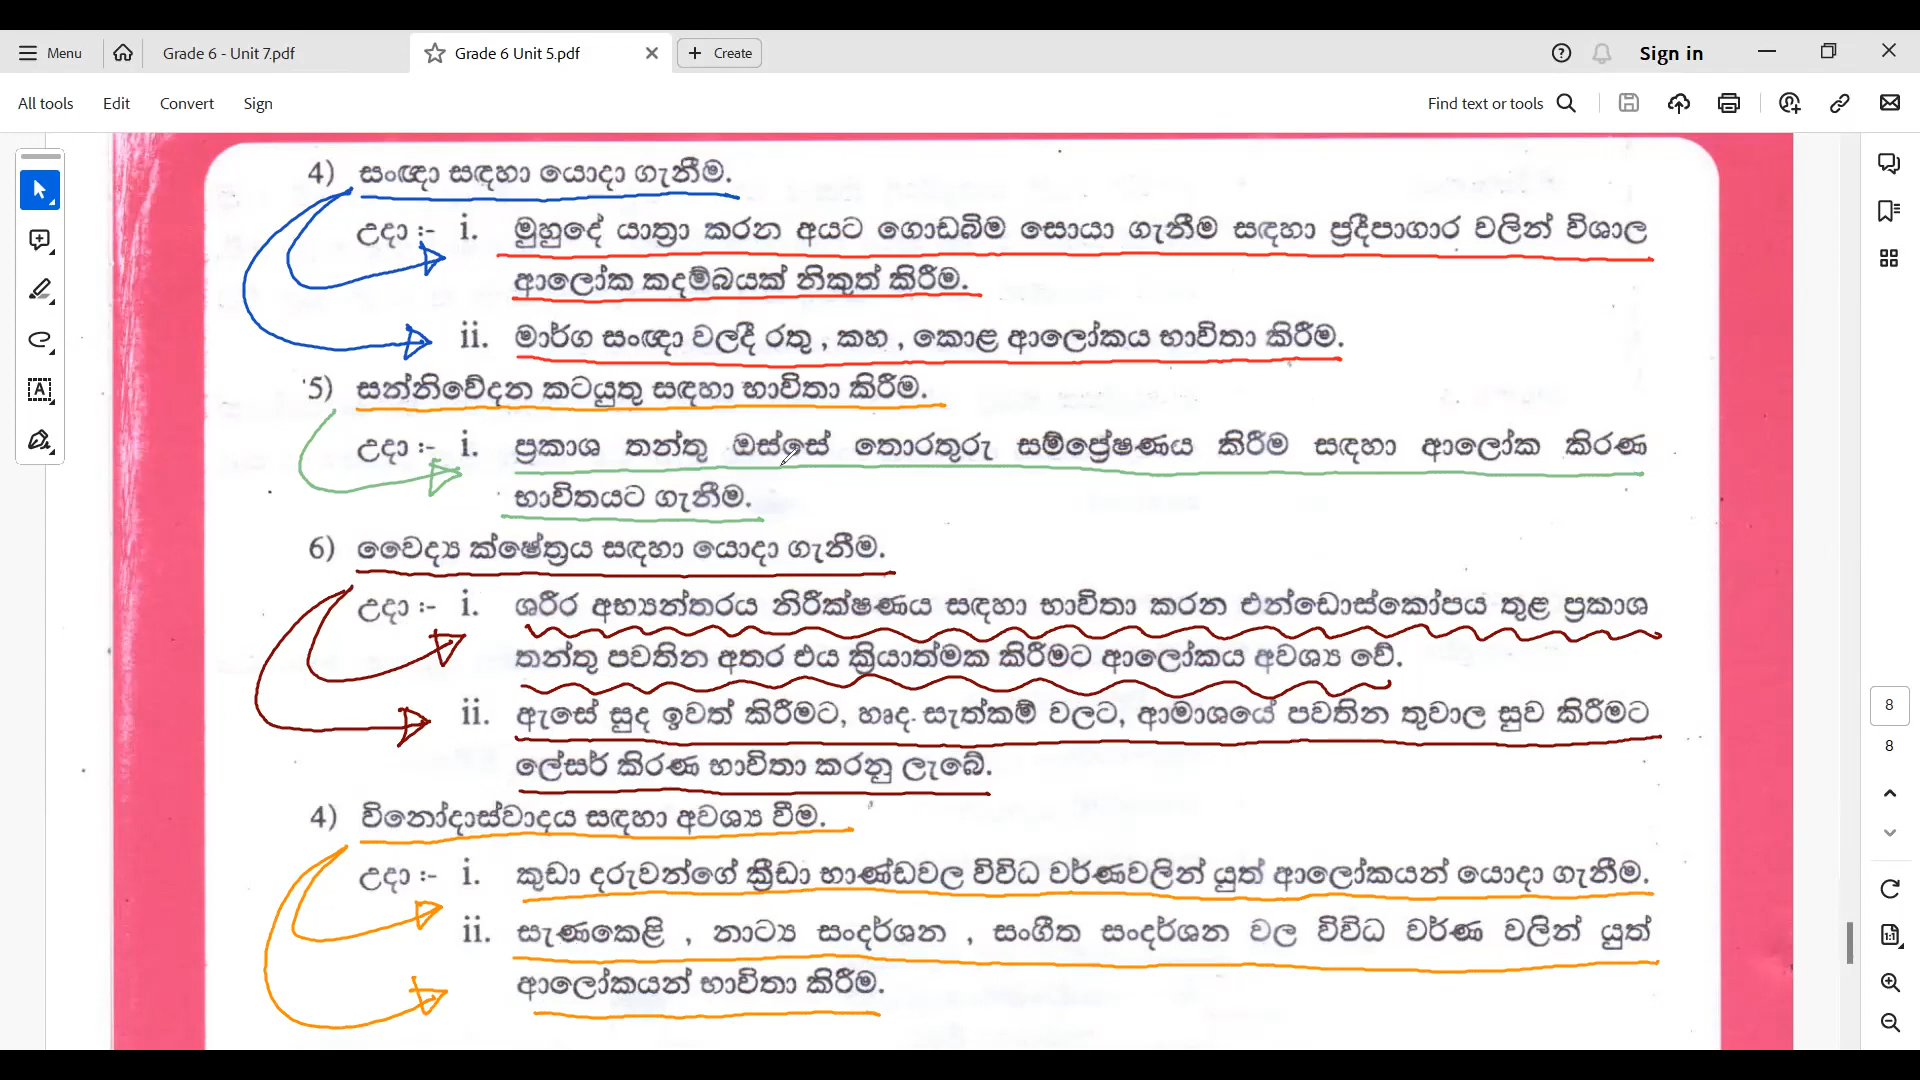 Menu
Grade 6 - Unit 7.pdf
Grade 6 Unit 5.pdf
Create
Sign in
All tools Edit Convert Sign
Find text or tools
4) සංඥා සඳහා යොදා ගැනීම.
උදා :- i. මුහුදේ යාත්‍රා කරන අයට ගොඩබිම සොයා ගැනීම සඳහා ප්‍රදීපාගාර වලින් විශාල
ආලෝක කදම්බයක් නිකුත් කිරීම.
ii. මාර්ග සංඥා වලදී රතු , කහ , කොළ ආලෝකය භාවිතා කිරීම.
5) සන්නිවේදන කටයුතු සඳහා භාවිතා කිරීම.
උදා :- i. ප්‍රකාශ තන්තු ඔස්සේ තොරතුරු සම්ප්‍රේෂණය කිරීම සඳහා ආලෝක කිරණ
භාවිතයට ගැනීම.
6) වෛද්‍ය ක්ෂේත්‍රය සඳහා යොදා ගැනීම.
උදා :- i. ශරීර අභ්‍යන්තරය නිරීක්ෂණය සඳහා භාවිතා කරන එන්ඩොස්කෝපය තුළ ප්‍රකාශ
තන්තු පවතින අතර එය ක්‍රියාත්මක කිරීමට ආලෝකය අවශ්‍ය වේ.
ii. ඇසේ සුද ඉවත් කිරීමට, හෘද සැත්කම් වලට, ආමාශයේ පවතින තුවාල සුව කිරීමට
ලේසර් කිරණ භාවිතා කරනු ලැබේ.
4) විනෝදාස්වාදය සඳහා අවශ්‍ය වීම.
උදා :- i. කුඩා දරුවන්ගේ ක්‍රීඩා භාණ්ඩවල විවිධ වර්ණවලින් යුත් ආලෝකයන් යොදා ගැනීම.
ii. සැණකෙළි , නාට්‍ය සංදර්ශන , සංගීත සංදර්ශන වල විවිධ වර්ණ වලින් යුත්
ආලෝකයන් භාවිතා කිරීම.
8
8